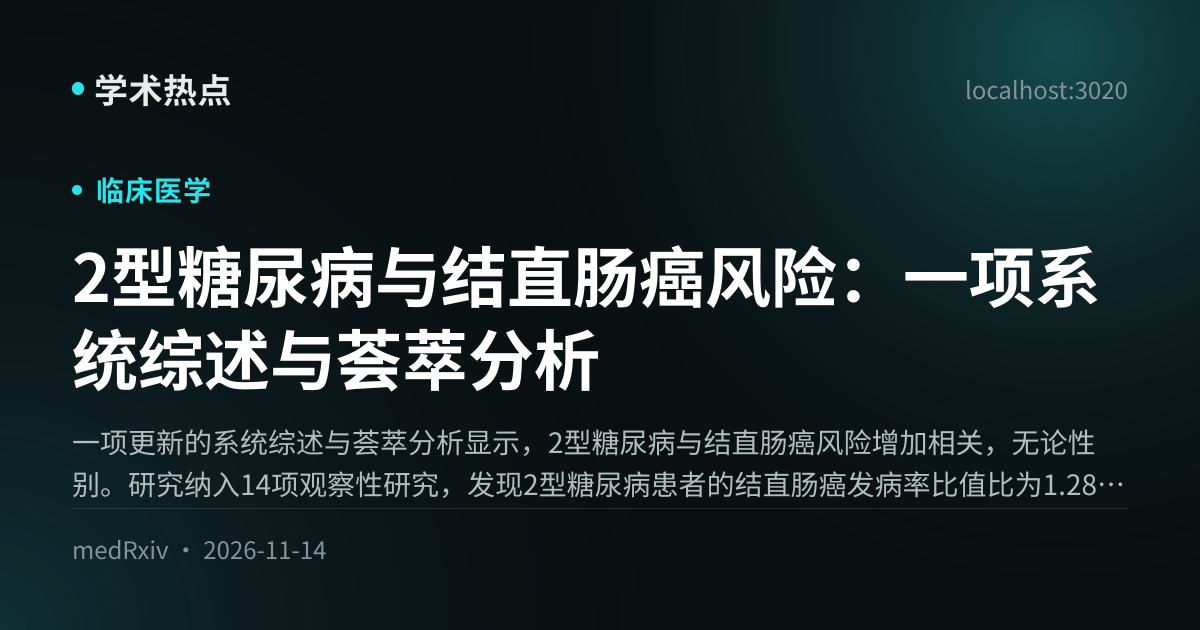 学术热点
localhost:3020
临床医学
2型糖尿病与结直肠癌风险：一项系
统综述与荟萃分析
一项更新的系统综述与荟萃分析显示，2型糖尿病与结直肠癌风险增加相关，无论性
别。研究纳入14项观察性研究，发现2型糖尿病患者的结直肠癌发病率比值比为1.28…
medRxiv · 2026-11-14